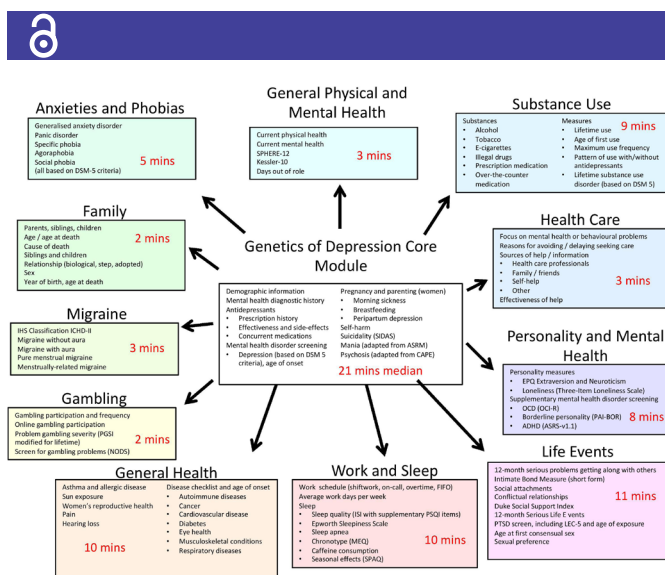 Anxieties and Phobias
Generalised anxiety disorder
Panic disorder
Specific phobia
Agoraphobia
Social phobia
(all based on DSM-5 criteria)
5 mins
General Physical and
Mental Health
Current physical health
Current mental health
SPHERE-12
Kessler-10
Days out of role
3 mins
Substance Use
Substances
• Alcohol
• Tobacco
• E-cigarettes
• Illegal drugs
• Prescription medication
• Over-the-counter
medication
Measures
• Lifetime use
• Age of first use
• Maximum use frequency
• Pattern of use with/without
antidepressants
• Lifetime substance use
disorder (based on DSM 5)
9 mins
Family
Parents, siblings, children
Age / age at death
Cause of death
Siblings and children
Relationship (biological, step, adopted)
Sex
Year of birth, age at death
2 mins
Genetics of Depression Core
Module
Demographic information
Mental health diagnostic history
Antidepressants
• Prescription history
• Effectiveness and side-effects
• Concurrent medications
Mental health disorder screening
• Depression (based on DSM 5
criteria), age of onset
Pregnancy and parenting (women)
• Morning sickness
• Breastfeeding
• Peripartum depression
Self-harm
Suicidality (SIDAS)
Mania (adapted from ASRM)
Psychosis (adapted from CAPE)
21 mins median
Health Care
Focus on mental health or behavioural problems
Reasons for avoiding / delaying seeking care
Sources of help / information
• Health care professionals
• Family / friends
• Self-help
• Other
Effectiveness of help
3 mins
Migraine
IHS Classification ICHD-II
Migraine without aura
Migraine with aura
Pure menstrual migraine
Menstrually-related migraine
3 mins
Personality and Mental
Health
Personality measures
• EPQ Extraversion and Neuroticism
• Loneliness (Three-Item Loneliness Scale)
Supplementary mental health disorder screening
• OCD (OCI-R)
• Borderline personality (PAI-BOR)
• ADHD (ASRS-v1.1)
8 mins
Gambling
Gambling participation and frequency
Online gambling participation
Problem gambling severity (PGSI
modified for lifetime)
Screen for gambling problems (NODS)
2 mins
General Health
Asthma and allergic disease
Sun exposure
Women's reproductive health
Pain
Hearing loss
Disease checklist and age of onset
• Autoimmune diseases
• Cancer
• Cardiovascular disease
• Diabetes
• Eye health
• Musculoskeletal conditions
• Respiratory diseases
10 mins
Work and Sleep
Work schedule (shiftwork, on-call, overtime, FIFO)
Average work days per week
Sleep
• Sleep quality (ISI with supplementary PSQI items)
• Epworth Sleepiness Scale
• Sleep apnea
• Chronotype (MEQ)
• Caffeine consumption
• Seasonal effects (SPAQ)
10 mins
Life Events
12-month serious problems getting along with others
Intimate Bond Measure (short form)
Social attachments
Conflictual relationships
Duke Social Support Index
12-month Serious Life E vents
PTSD screen, including LEC-5 and age of exposure
Age at first consensual sex
Sexual preference
11 mins